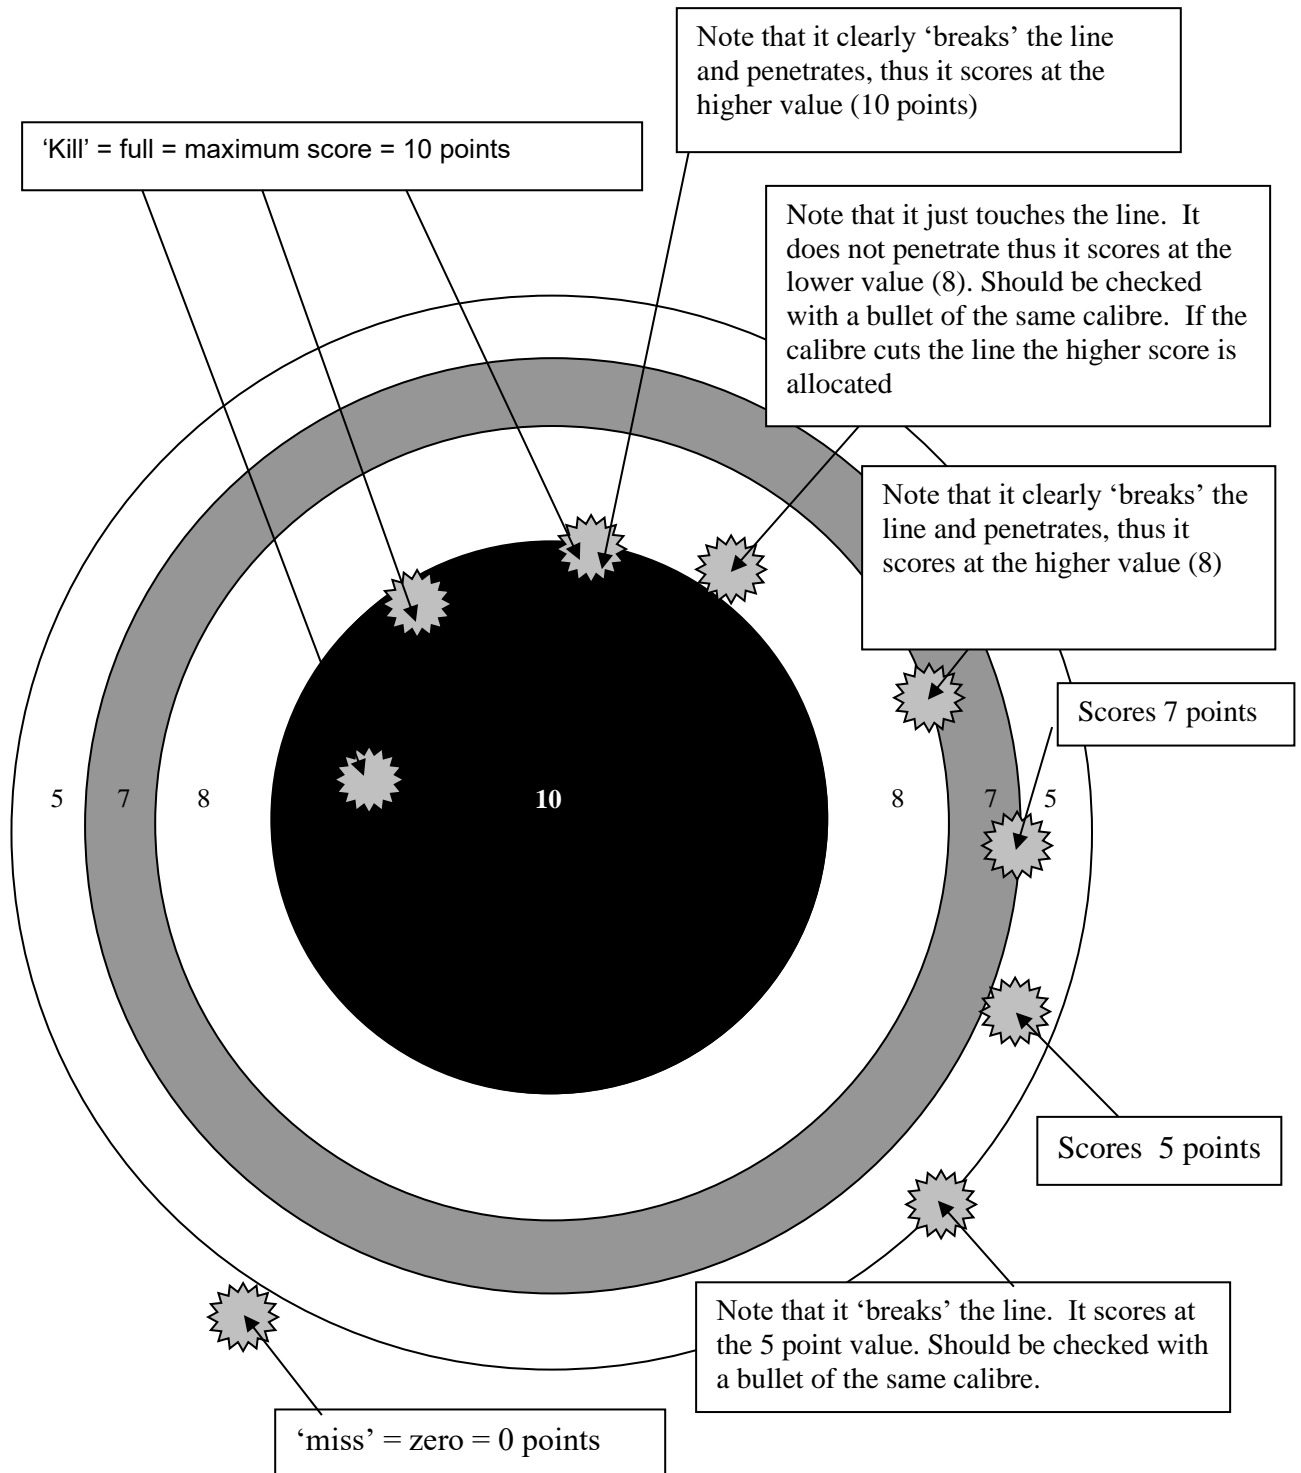 Note that it clearly ‘breaks’ the line
and penetrates, thus it scores at the
higher value (10 points)
‘Kill’ = full = maximum score = 10 points
Note that it just touches the line.  It
does not penetrate thus it scores at the
lower value (8). Should be checked
with a bullet of the same calibre.  If the
calibre cuts the line the higher score is
allocated
Note that it clearly ‘breaks’ the
line and penetrates, thus it
scores at the higher value (8)
Scores 7 points
5 7 8 10 8 7 5
Scores  5 points
Note that it ‘breaks’ the line.  It scores at
the 5 point value. Should be checked with
a bullet of the same calibre.
‘miss’ = zero = 0 points